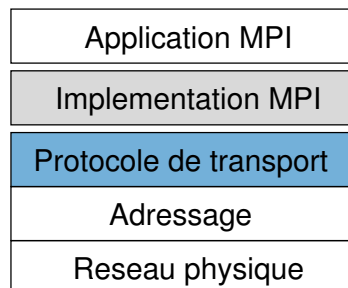 Application MPI
Implementation MPI
Protocole de transport
Adressage
Reseau physique